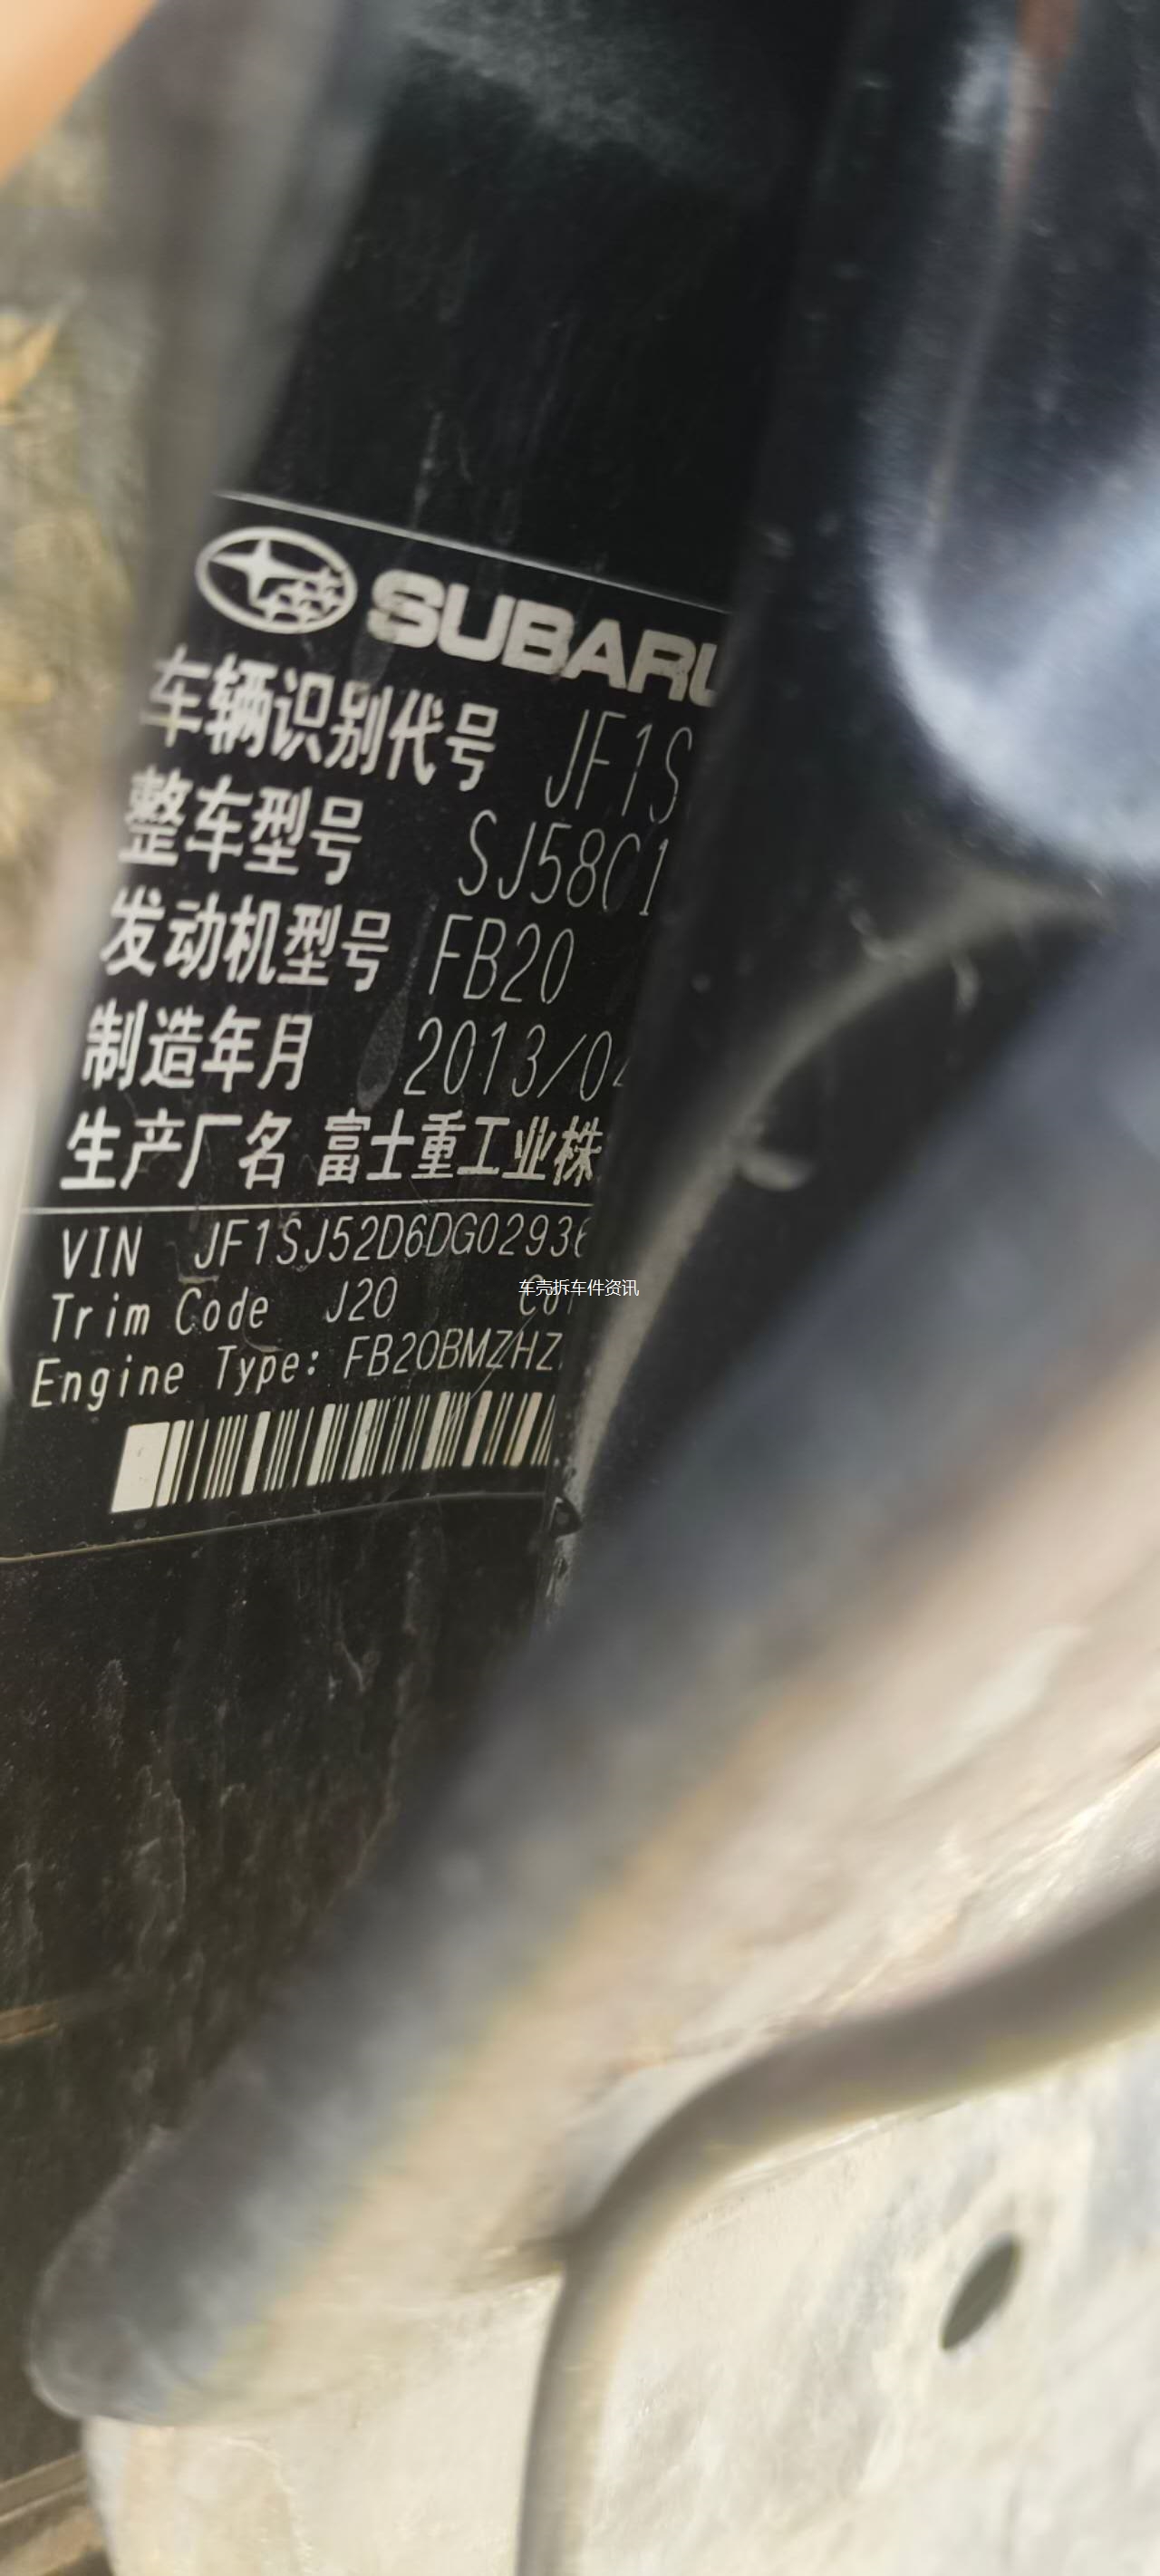 SUBARU
车辆识别代号 JF1S
整车型号 SJ58C1
发动机型号 FB20
制造年月 2013/04
生产厂名 富士重工业株
VIN JF1SJ52D6DG02936
Trim Code J20
Engine Type: FB20BMZHZ
车壳拆车件资讯